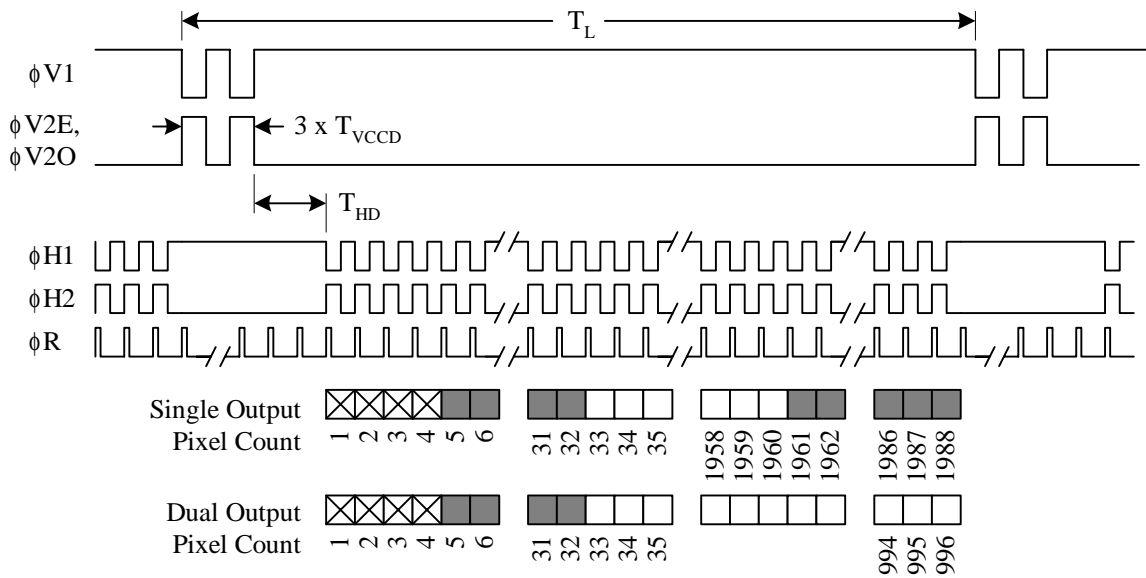 T_L
ϕV1
ϕV2E,
ϕV2O
3 x T_VCCD
T_HD
ϕH1
ϕH2
ϕR
Single Output
Pixel Count
1 2 3 4 5 6 31 32 33 34 35 1958 1959 1960 1961 1962 1986 1987 1988
Dual Output
Pixel Count
1 2 3 4 5 6 31 32 33 34 35 994 995 996